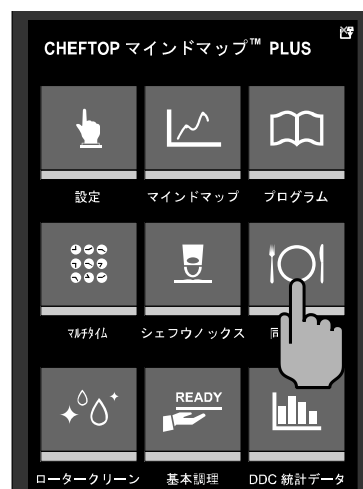 CHEFTOP マインドマップ™ PLUS
設定 マインドマップ プログラム
マルチタイム シェフウノックス 同
READY
ロータークリーン 基本調理 DDC 統計データ